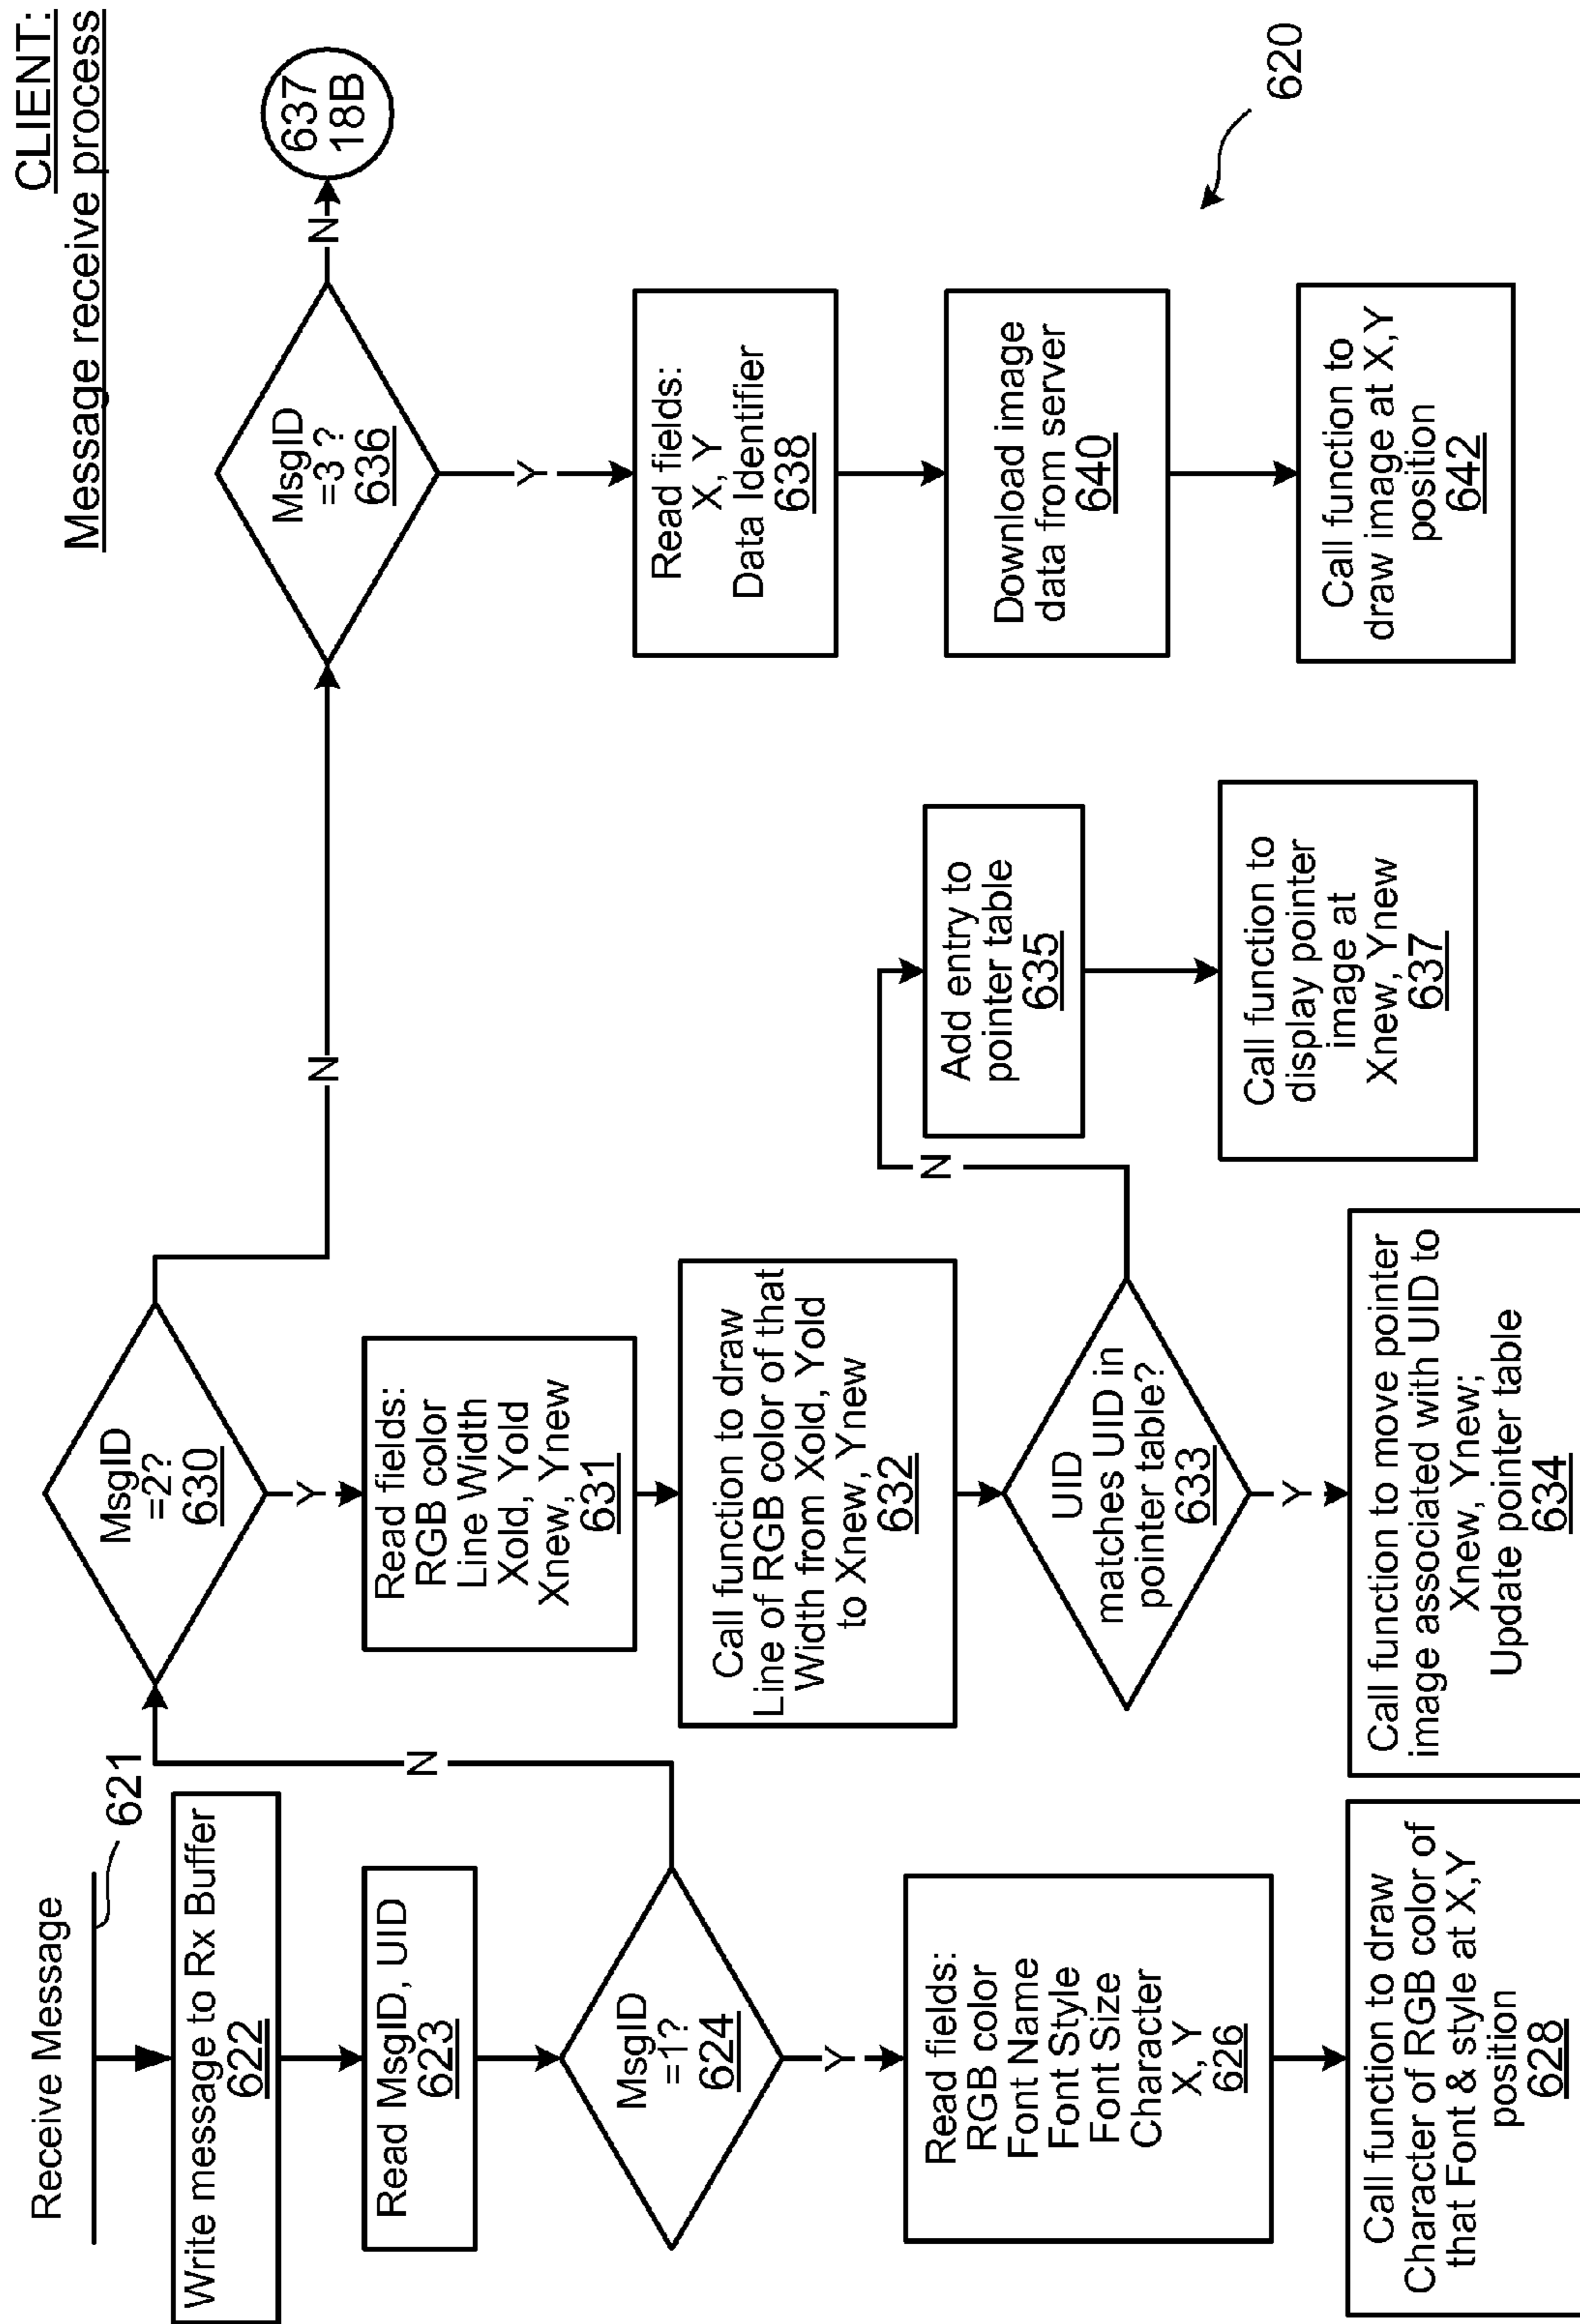 CLIENT:
Message receive process
Receive Message
621
Write message to Rx Buffer
622
Read MsgID, UID
623
MsgID
=1?
624
N
Y
Read fields:
RGB color
Font Name
Font Style
Font Size
Character
X, Y
626
Call function to draw
Character of RGB color of
that Font & style at X,Y
position
628
MsgID
=2?
630
N
Y
Read fields:
RGB color
Line Width
Xold, Yold
Xnew, Ynew
631
Call function to draw
Line of RGB color of that
Width from Xold, Yold
to Xnew, Ynew
632
UID
matches UID in
pointer table?
633
N
Y
Call function to move pointer
image associated with UID to
Xnew, Ynew;
Update pointer table
634
Add entry to
pointer table
635
Call function to
display pointer
image at
Xnew, Ynew
637
MsgID
=3 ?
636
N
637
18B
Y
Read fields:
X, Y
Data Identifier
638
Download image
data from server
640
Call function to
draw image at X,Y
position
642
620